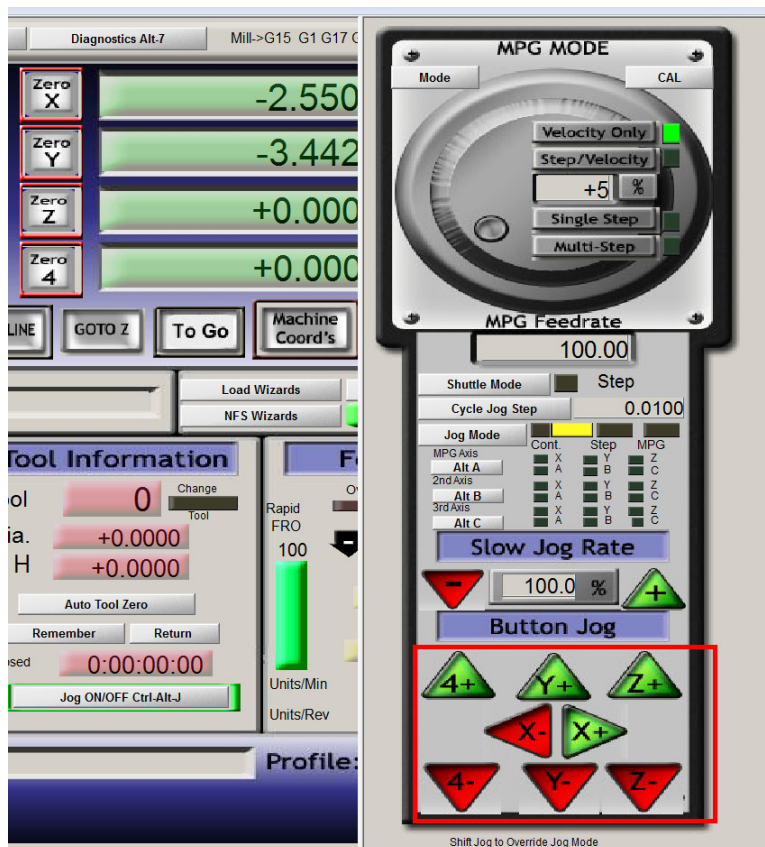 Diagnostics Alt-7
Mill->G15 G1 G17
Zero
X
-2.550
Zero
Y
-3.442
Zero
Z
+0.000
Zero
4
+0.000
LINE
GOTO Z
To Go
Machine
Coord's
Load Wizards
NFS Wizards
Tool Information
0
Change
Tool
ia.
+0.0000
H
+0.0000
Auto Tool Zero
Remember
Return
0:00:00:00
Jog ON/OFF Ctrl-Alt-J
Rapid
FRO
100
Units/Min
Units/Rev
Profile:
MPG MODE
Mode
CAL
Velocity Only
Step/Velocity
+5 %
Single Step
Multi-Step
MPG Feedrate
100.00
Shuttle Mode
Step
Cycle Jog Step
0.0100
Jog Mode
Cont. Step MPG
MPG Axis
X Y Z
Alt A
A B C
2nd Axis
X Y Z
Alt B
A B C
3rd Axis
X Y Z
Alt C
A B C
Slow Jog Rate
-
100.0 %
+
Button Jog
4+ Y+ Z+
X- X+
4- Y- Z-
Shift Jog to Override Jog Mode